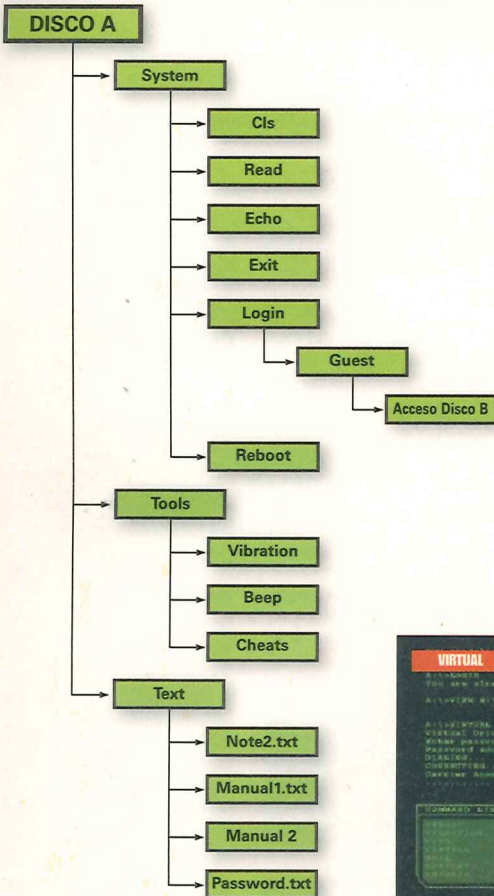 DISCO A
System
Cls
Read
Echo
Exit
Login
Guest
Acceso Disco B
Reboot
Tools
Vibration
Beep
Cheats
Text
Note2.txt
Manual1.txt
Manual 2
Password.txt
VIRTUAL